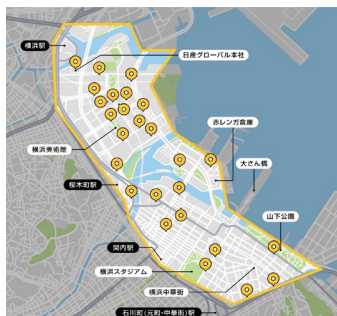 横浜駅
日産グローバル本社
赤レンガ倉庫
横浜美術館
大さん橋
桜木町駅
山下公園
関内駅
横浜スタジアム
横浜中華街
石川町(元町・中華街)駅